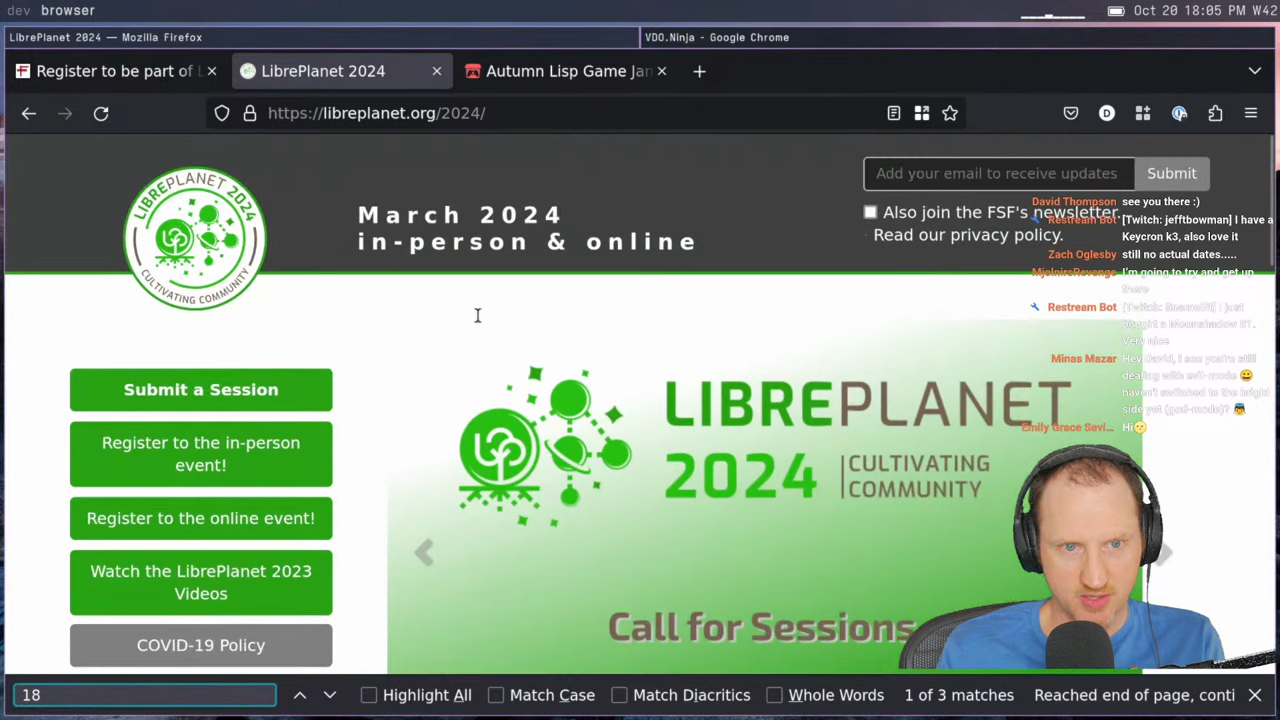 dev browser
Oct 20 18:05 PM W42
LibrePlanet 2024 — Mozilla Firefox
VDO.Ninja - Google Chrome
Register to be part of L
LibrePlanet 2024
Autumn Lisp Game Jan
https://libreplanet.org/2024/
LIBREPLANET 2024
CULTIVATING COMMUNITY
March 2024
in-person & online
Add your email to receive updates
Submit
Also join the FSF's newsletter.
Read our privacy policy.
David Thompson see you there :)
Restream Bot [Twitch: jefftbowman] I have a
Keycron k3, also love it
Zach Oglesby still no actual dates.....
MjolnirsRevenge I'm going to try and get up
there
Restream Bot
just
bought a Moonshadow 81.
Very nice
Minas Mazar Hey David, I see you're still
dealing with evil-mode
haven't switched to the bright
side yet (god-mode)?
Emily Grace Sevi... Hi
Submit a Session
Register to the in-person
event!
Register to the online event!
Watch the LibrePlanet 2023
Videos
COVID-19 Policy
LIBREPLANET
2024
CULTIVATING
COMMUNITY
Call for Sessions
18
Highlight All
Match Case
Match Diacritics
Whole Words
1 of 3 matches
Reached end of page, conti